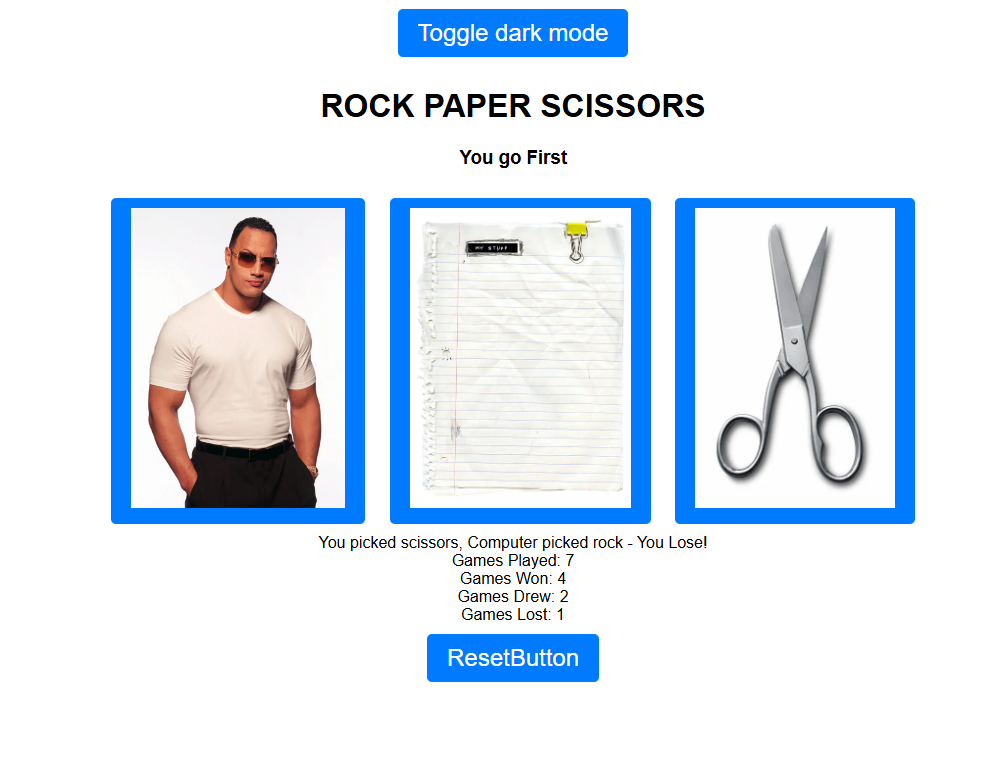 Toggle dark mode
ROCK PAPER SCISSORS
You go First
MY STUFF
You picked scissors, Computer picked rock - You Lose!
Games Played: 7
Games Won: 4
Games Drew: 2
Games Lost: 1
ResetButton